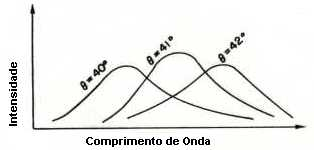 θ=40°
θ=41°
θ=42°
Intensidade
Comprimento de Onda